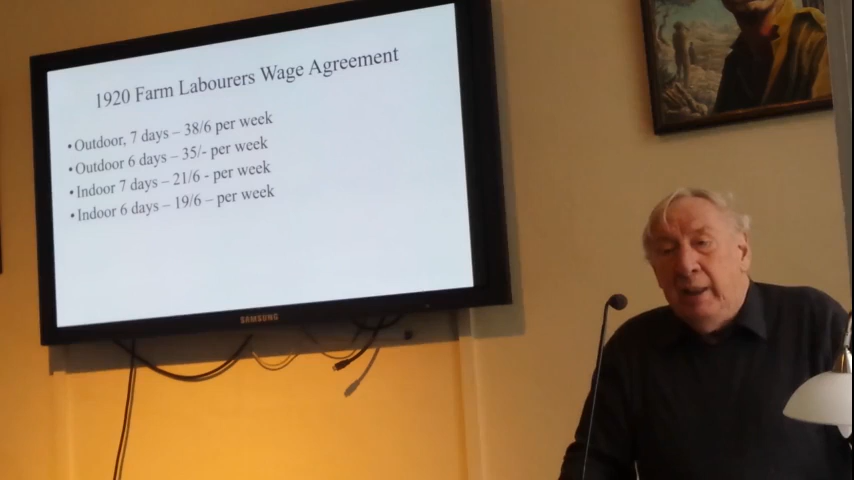 1920 Farm Labourers Wage Agreement
•Outdoor, 7 days – 38/6 per week
•Outdoor 6 days – 35/- per week
•Indoor 7 days – 21/6 - per week
•Indoor 6 days – 19/6 – per week
SAMSUNG